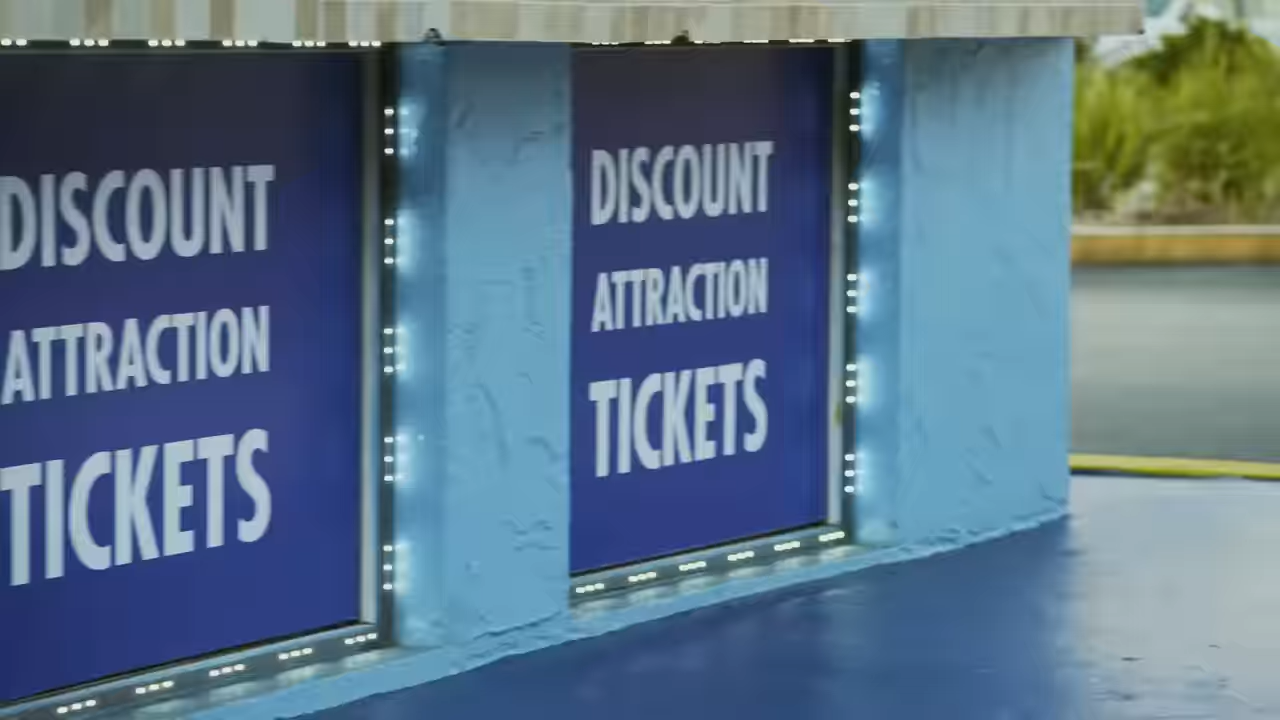 DISCOUNT
ATTRACTION
TICKETS
DISCOUNT
ATTRACTION
TICKETS